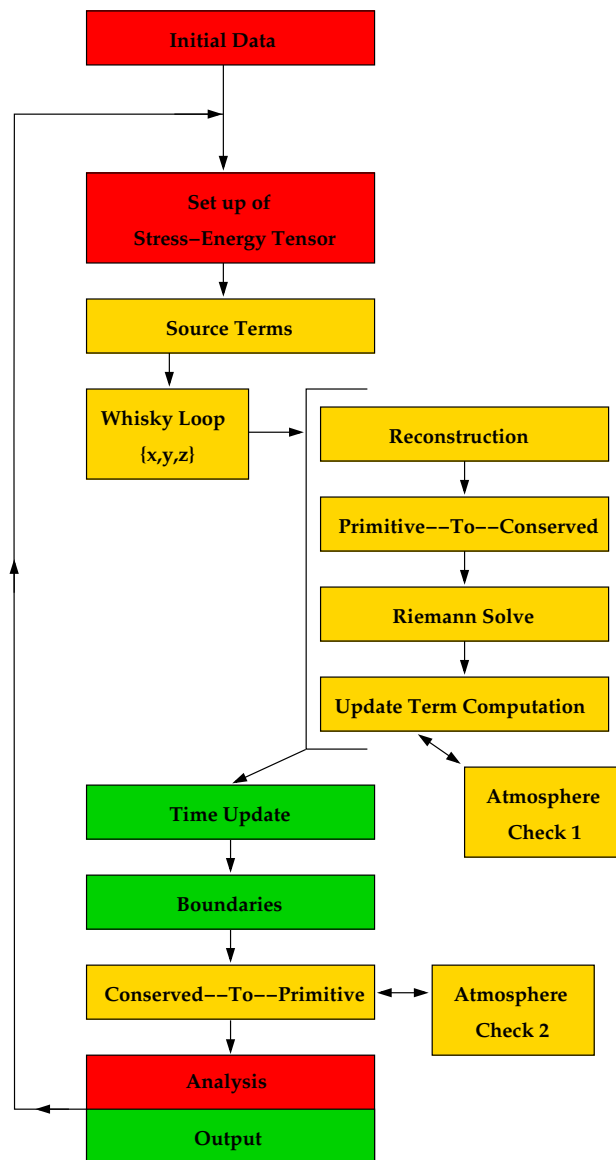 Initial Data
Set up of
Stress–Energy Tensor
Source Terms
Whisky Loop
{x,y,z}
Reconstruction
Primitive––To––Conserved
Riemann Solve
Update Term Computation
Atmosphere
Check 1
Time Update
Boundaries
Conserved––To––Primitive
Atmosphere
Check 2
Analysis
Output